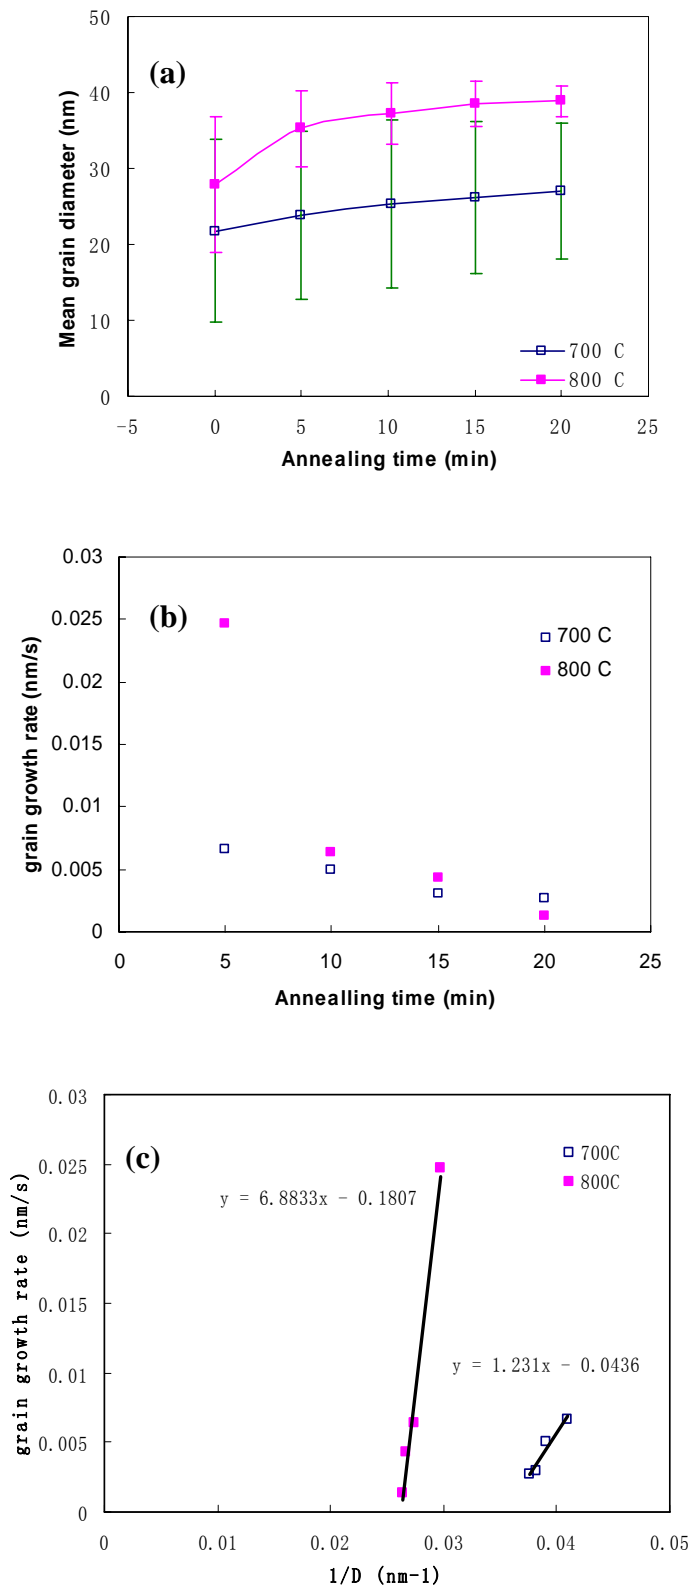 50
(a)
40
30
20
10
0
Mean grain diameter (nm)
700 C
800 C
-5 0 5 10 15 20 25
Annealing time (min)
0.03
(b)
0.025
0.02
0.015
0.01
0.005
0
grain growth rate (nm/s)
700 C
800 C
0 5 10 15 20 25
Annealling time (min)
0.03
(c)
0.025
0.02
0.015
0.01
0.005
0
grain growth rate (nm/s)
700C
800C
y = 6.8833x - 0.1807
y = 1.231x - 0.0436
0 0.01 0.02 0.03 0.04 0.05
1/D (nm-1)